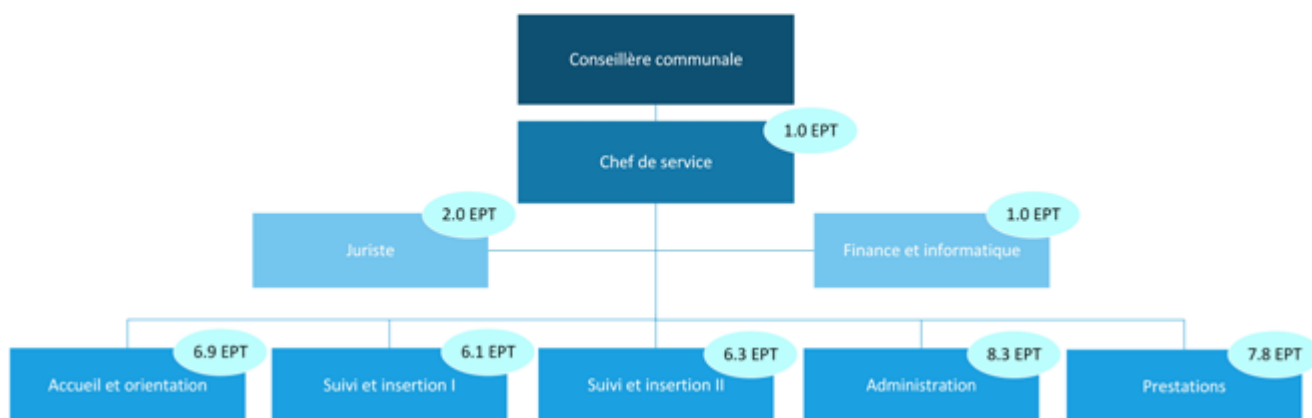 Conseillère communale
1.0 EPT
Chef de service
2.0 EPT
1.0 EPT
Juriste
Finance et informatique
6.9 EPT
6.1 EPT
6.3 EPT
8.3 EPT
7.8 EPT
Accueil et orientation
Suivi et insertion I
Suivi et insertion II
Administration
Prestations